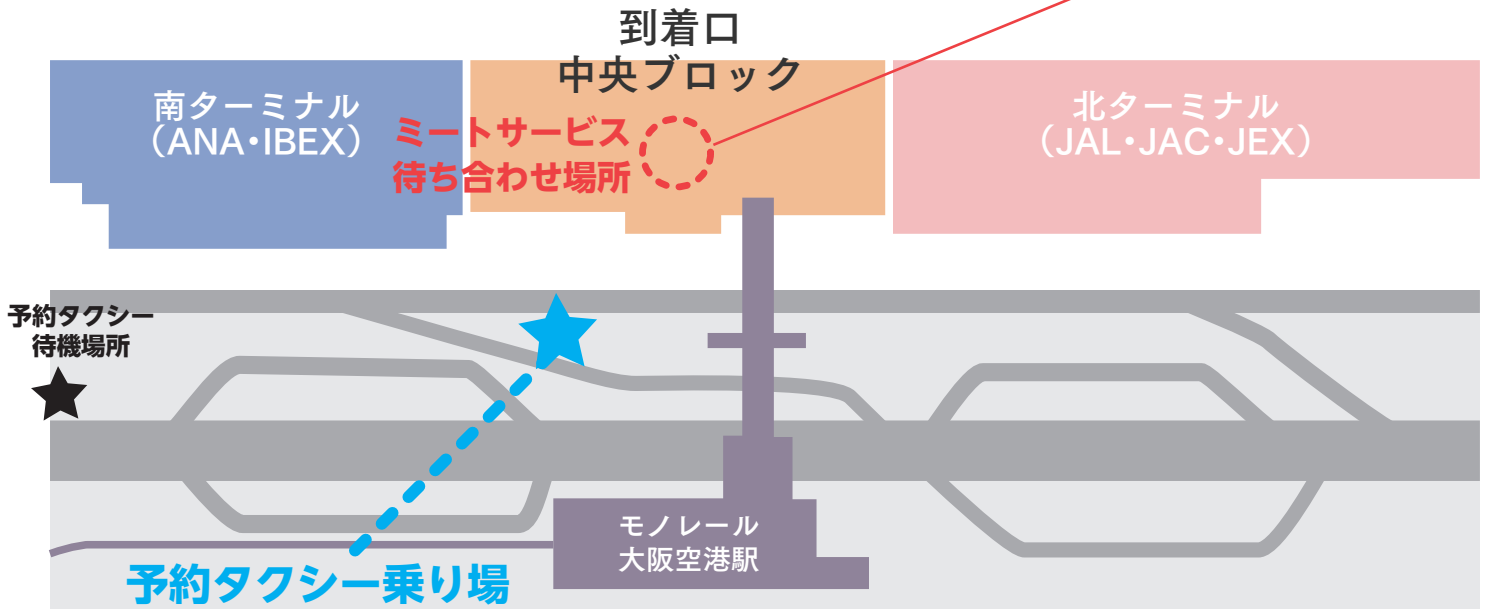 到着口
中央ブロック
南ターミナル
（ANA・IBEX）
ミートサービス
待ち合わせ場所
北ターミナル
（JAL・JAC・JEX）
予約タクシー
待機場所
モノレール
大阪空港駅
予約タクシー乗り場